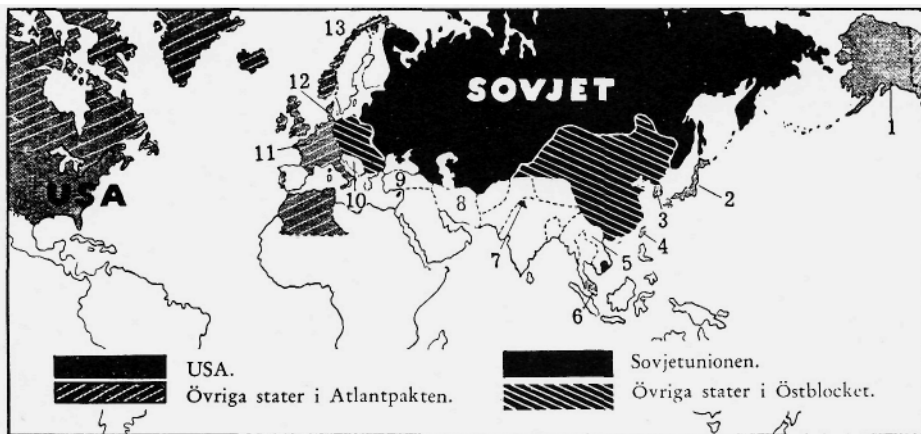 13
SOVJET
12
1
11
USA
9
2
10
8
3
4
7
5
6
USA.
Övriga stater i Atlantpakten.
Sovjetunionen.
Övriga stater i Östblocket.